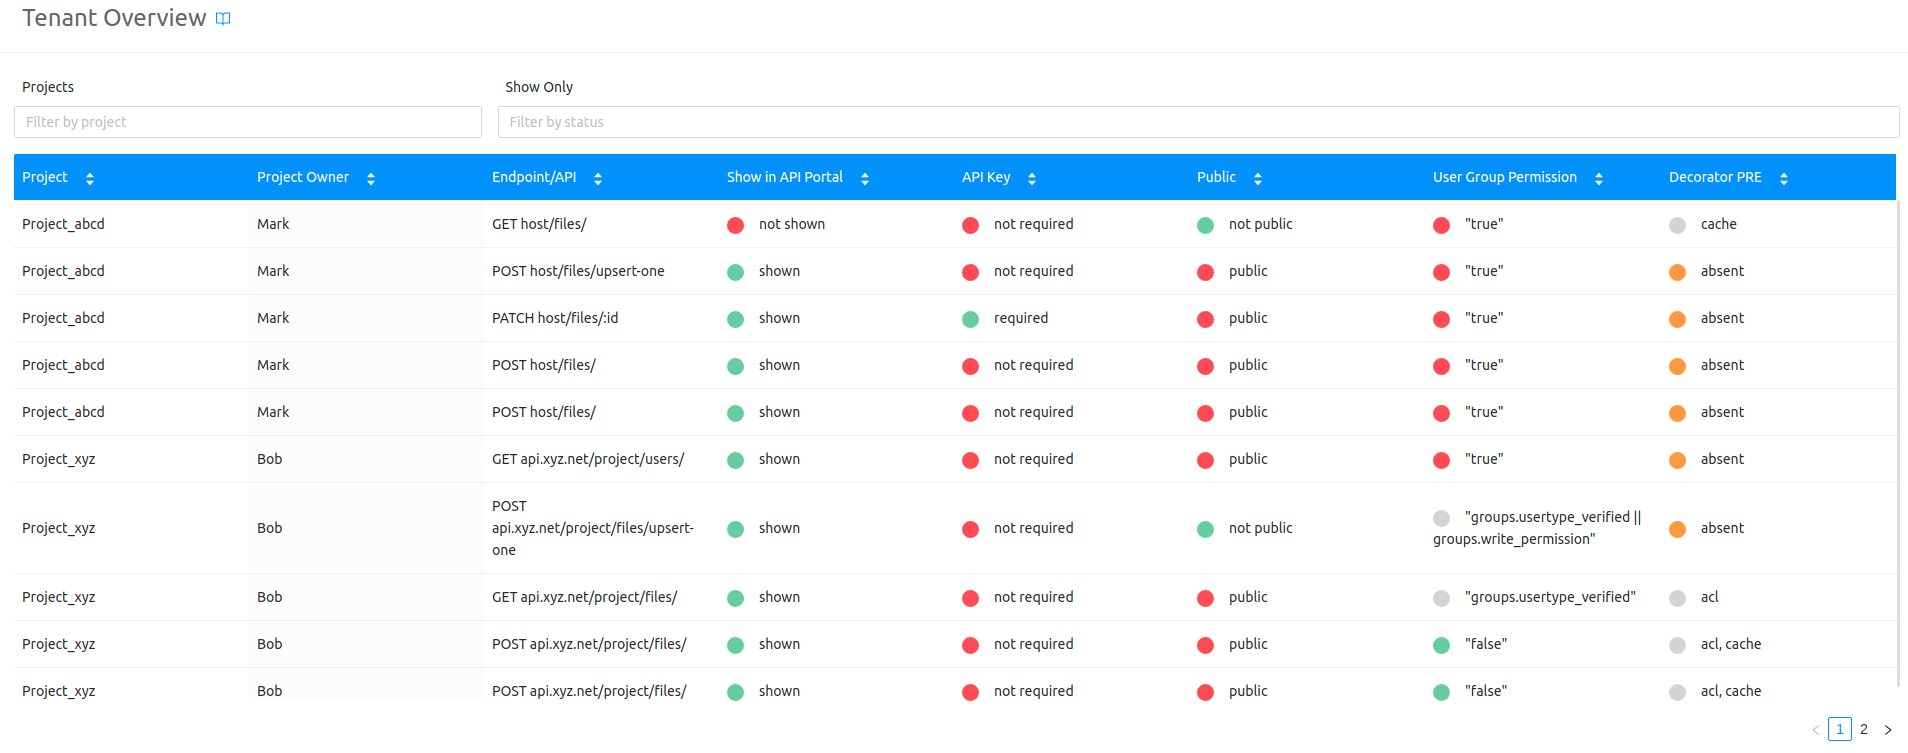 Tenant Overview
Projects Show Only
Filter by project Filter by status
Project Project Owner Endpoint/API Show in API Portal API Key Public User Group Permission Decorator PRE
Project_abcd Mark GET host/files/ not shown not required not public "true" cache
Project_abcd Mark POST host/files/upsert-one shown not required public "true" absent
Project_abcd Mark PATCH host/files/:id shown required public "true" absent
Project_abcd Mark POST host/files/ shown not required public "true" absent
Project_abcd Mark POST host/files/ shown not required public "true" absent
Project_xyz Bob GET api.xyz.net/project/users/ shown not required public "true" absent
Project_xyz Bob POST
api.xyz.net/project/files/upsert-
one shown not required not public "groups.usertype_verified ||
groups.write_permission" absent
Project_xyz Bob GET api.xyz.net/project/files/ shown not required public "groups.usertype_verified" acl
Project_xyz Bob POST api.xyz.net/project/files/ shown not required public "false" acl, cache
Project_xyz Bob POST api.xyz.net/project/files/ shown not required public "false" acl, cache
< 1 2 >